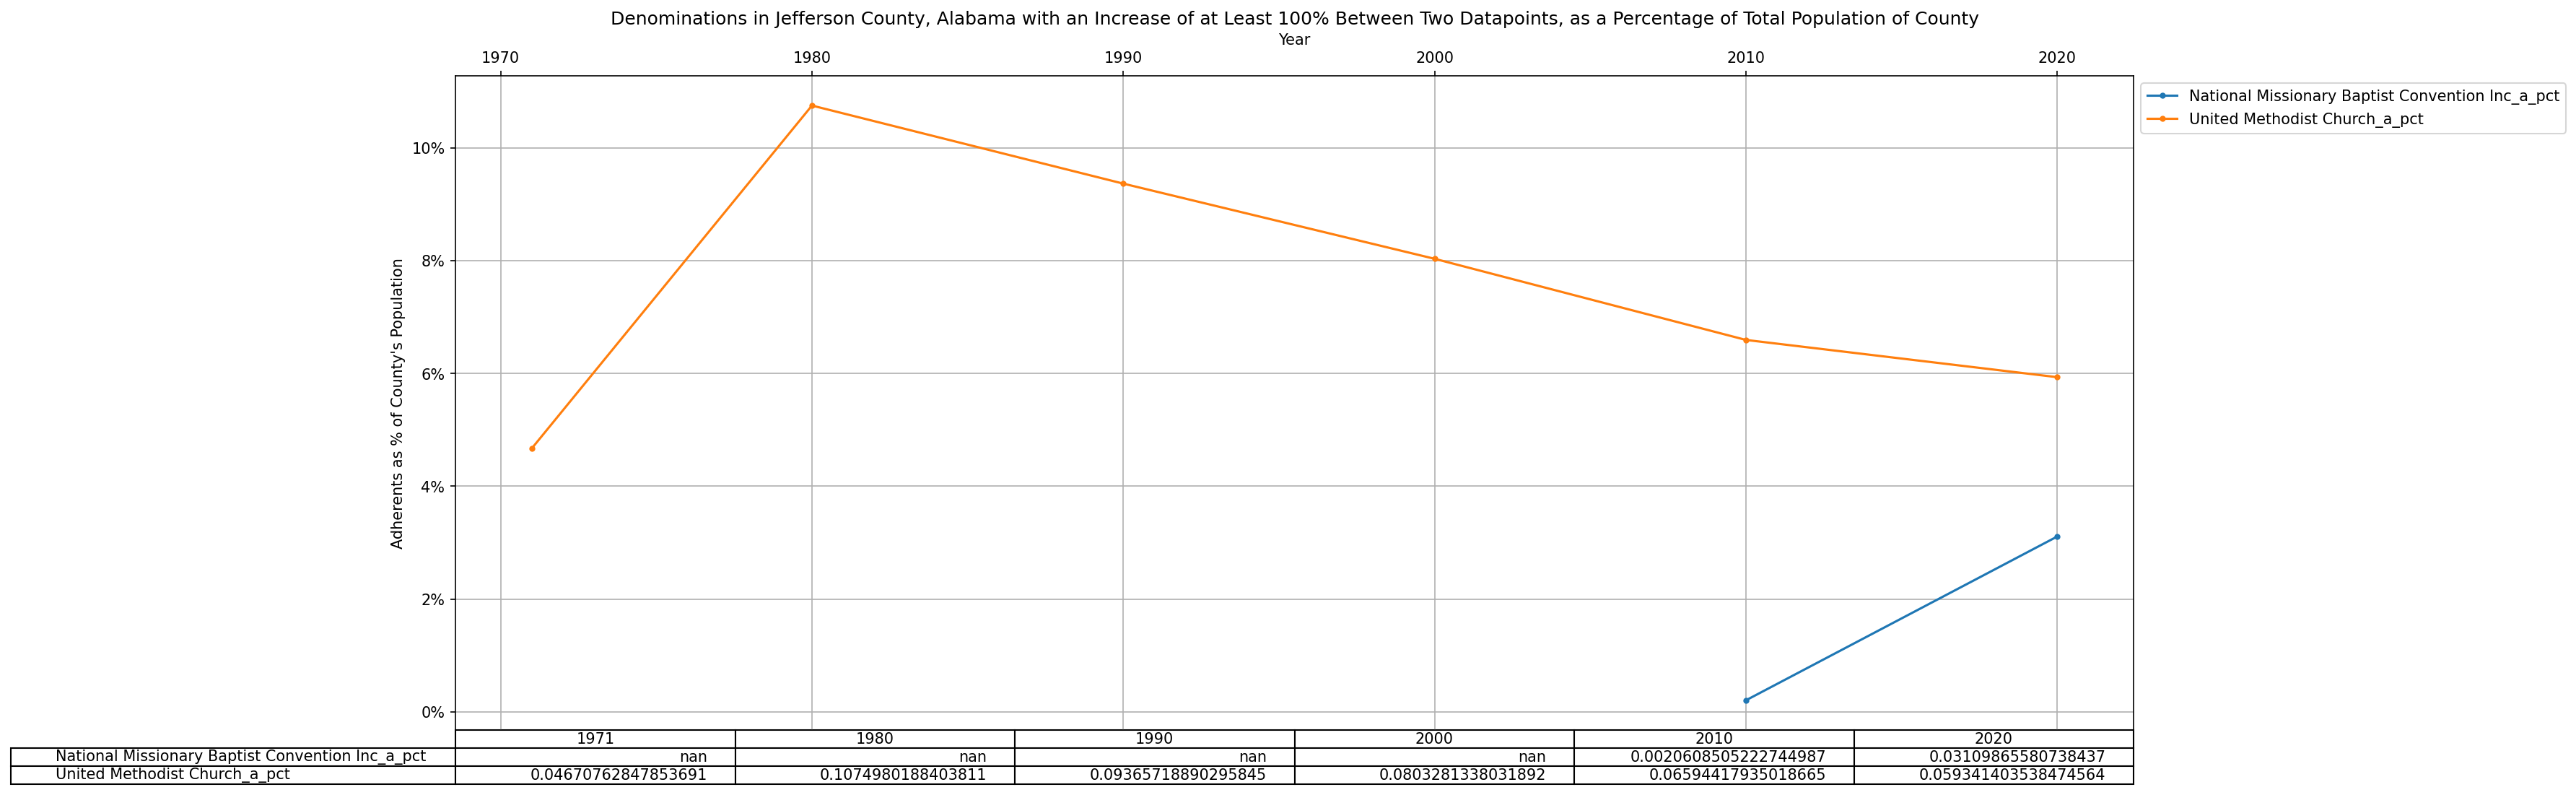 Denominations in Jefferson County, Alabama with an Increase of at Least 100% Between Two Datapoints, as a Percentage of Total Population of County
Year
1970 1980 1990 2000 2010 2020
National Missionary Baptist Convention Inc_a_pct
United Methodist Church_a_pct
Adherents as % of County's Population
10%
8%
6%
4%
2%
0%
1971 1980 1990 2000 2010 2020
National Missionary Baptist Convention Inc_a_pct nan nan nan nan 0.0020608505222744987 0.03109865580738437
United Methodist Church_a_pct 0.04670762847853691 0.1074980188403811 0.09365718890295845 0.0803281338031892 0.06594417935018665 0.059341403538474564